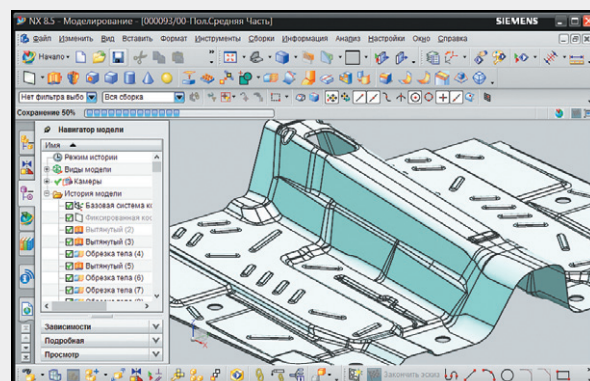 NX 8.5 - Моделирование - [000093/00-Пол.Средняя Часть] SIEMENS
Файл Изменить Вид Вставить Формат Инструменты Сборки Информация Анализ Настройки Окно Справка
Начало
Нет фильтра выбо Вся сборка
Сохранение 50%
Навигатор модели
Имя
Режим истории
Виды модели
Камеры
История модели
Базовая система ко
Фиксированная кос
Вытянутый (2)
Вытянутый (3)
Обрезка тела (4)
Вытянутый (5)
Обрезка тела (6)
Обрезка тела (7)
Зависимости
Подробная
Просмотр
Закончить эскиз